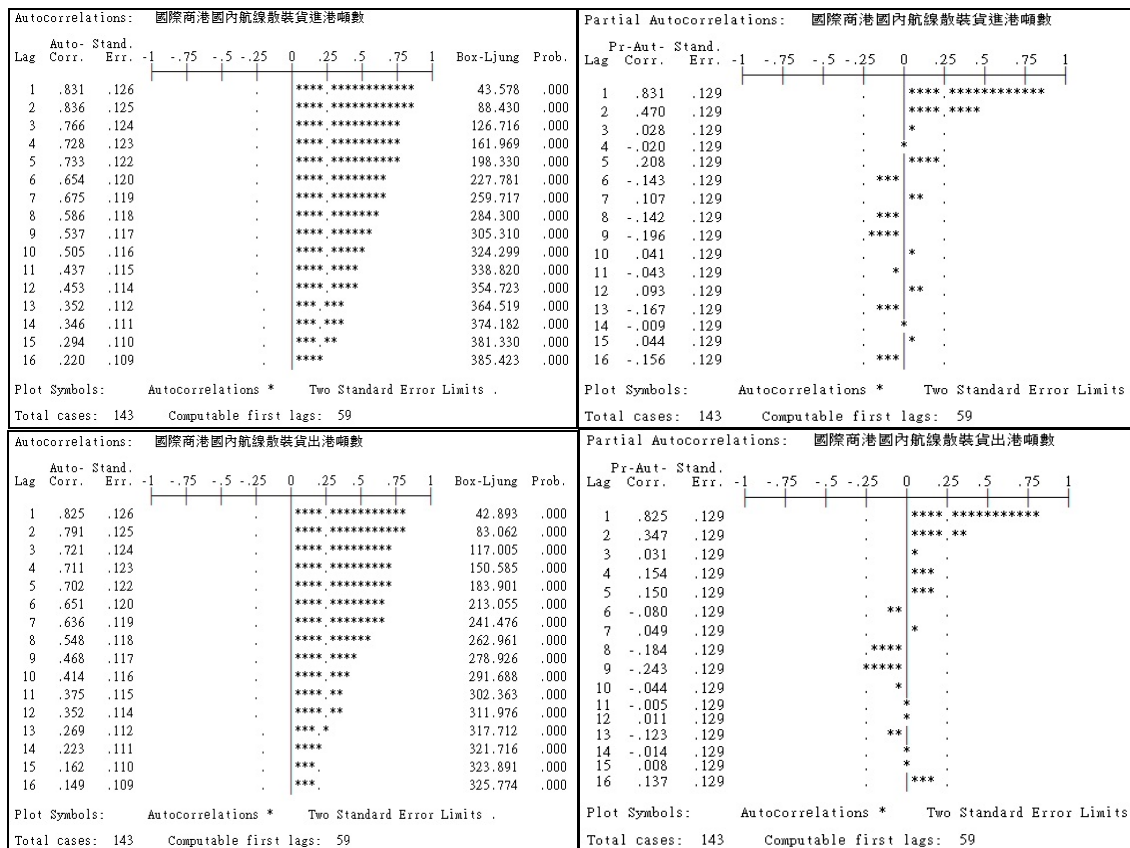 Autocorrelations: 國際商港國內航線散裝貨進港噸數
Auto- Stand.
Lag Corr. Err. -1 -.75 -.5 -.25 0 .25 .5 .75 1 Box-Ljung Prob.
1 .831 .126 . ****.************ 43.578 .000
2 .836 .125 . ****.************ 88.430 .000
3 .766 .124 . ****.********** 126.716 .000
4 .728 .123 . ****.********** 161.969 .000
5 .733 .122 . ****.********** 198.330 .000
6 .654 .120 . ****.******** 227.781 .000
7 .675 .119 . ****.******** 259.717 .000
8 .586 .118 . ****.******* 284.300 .000
9 .537 .117 . ****.****** 305.310 .000
10 .505 .116 . ****.***** 324.299 .000
11 .437 .115 . ****.**** 338.820 .000
12 .453 .114 . ****.**** 354.723 .000
13 .352 .112 . ***.*** 364.519 .000
14 .346 .111 . ***.*** 374.182 .000
15 .294 .110 . ***.** 381.330 .000
16 .220 .109 . **** 385.423 .000
Plot Symbols: Autocorrelations * Two Standard Error Limits .
Total cases: 143 Computable first lags: 59
Partial Autocorrelations: 國際商港國內航線散裝貨進港噸數
Pr-Aut- Stand.
Lag Corr. Err. -1 -.75 -.5 -.25 0 .25 .5 .75 1
1 .831 .129 . ****.************
2 .470 .129 . ****.****
3 .028 .129 . * .
4 -.020 .129 . * .
5 .208 .129 . ****.
6 -.143 .129 . *** .
7 .107 .129 . ** .
8 -.142 .129 . *** .
9 -.196 .129 .**** .
10 .041 .129 . * .
11 -.043 .129 . * .
12 .093 .129 . ** .
13 -.167 .129 . *** .
14 -.009 .129 . * .
15 .044 .129 . * .
16 -.156 .129 . *** .
Plot Symbols: Autocorrelations * Two Standard Error Limits
Total cases: 143 Computable first lags: 59
Autocorrelations: 國際商港國內航線散裝貨出港噸數
Auto- Stand.
Lag Corr. Err. -1 -.75 -.5 -.25 0 .25 .5 .75 1 Box-Ljung Prob.
1 .825 .126 . ****.*********** 42.893 .000
2 .791 .125 . ****.*********** 83.062 .000
3 .721 .124 . ****.********* 117.005 .000
4 .711 .123 . ****.********* 150.585 .000
5 .702 .122 . ****.********* 183.901 .000
6 .651 .120 . ****.******** 213.055 .000
7 .636 .119 . ****.******** 241.476 .000
8 .548 .118 . ****.****** 262.961 .000
9 .468 .117 . ****.**** 278.926 .000
10 .414 .116 . ****.*** 291.688 .000
11 .375 .115 . ****.** 302.363 .000
12 .352 .114 . ****.** 311.976 .000
13 .269 .112 . ***.* 317.712 .000
14 .223 .111 . **** 321.716 .000
15 .162 .110 . ***. 323.891 .000
16 .149 .109 . ***. 325.774 .000
Plot Symbols: Autocorrelations * Two Standard Error Limits .
Total cases: 143 Computable first lags: 59
Partial Autocorrelations: 國際商港國內航線散裝貨出港噸數
Pr-Aut- Stand.
Lag Corr. Err. -1 -.75 -.5 -.25 0 .25 .5 .75 1
1 .825 .129 . ****.***********
2 .347 .129 . ****.**
3 .031 .129 . * .
4 .154 .129 . *** .
5 .150 .129 . *** .
6 -.080 .129 . ** .
7 .049 .129 . * .
8 -.184 .129 .**** .
9 -.243 .129 ***** .
10 -.044 .129 . * .
11 -.005 .129 . * .
12 .011 .129 . * .
13 -.123 .129 . ** .
14 -.014 .129 . * .
15 .008 .129 . * .
16 .137 .129 . *** .
Plot Symbols: Autocorrelations * Two Standard Error Limits .
Total cases: 143 Computable first lags: 59